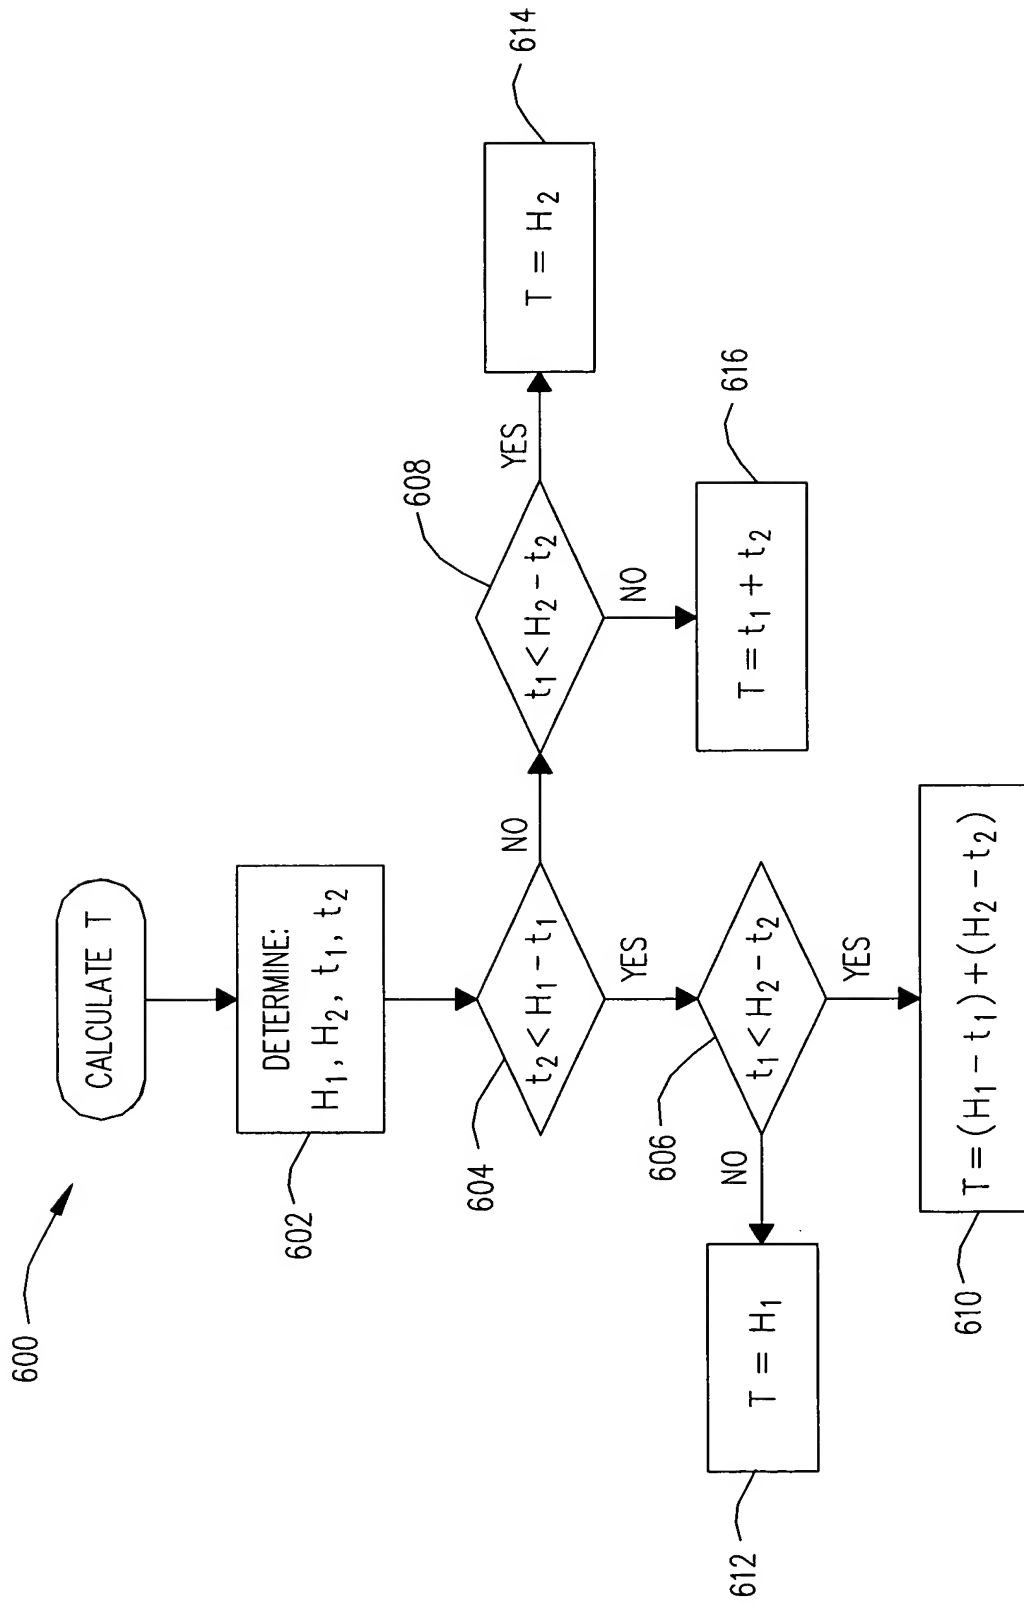 600
CALCULATE T
602
DETERMINE:
H₁, H₂, t₁, t₂
604
t₂ < H₁ – t₁
NO
YES
608
t₁ < H₂ – t₂
YES
NO
614
T = H₂
616
T = t₁ + t₂
606
t₁ < H₂ – t₂
NO
YES
612
T = H₁
610
T = (H₁ – t₁) + (H₂ – t₂)